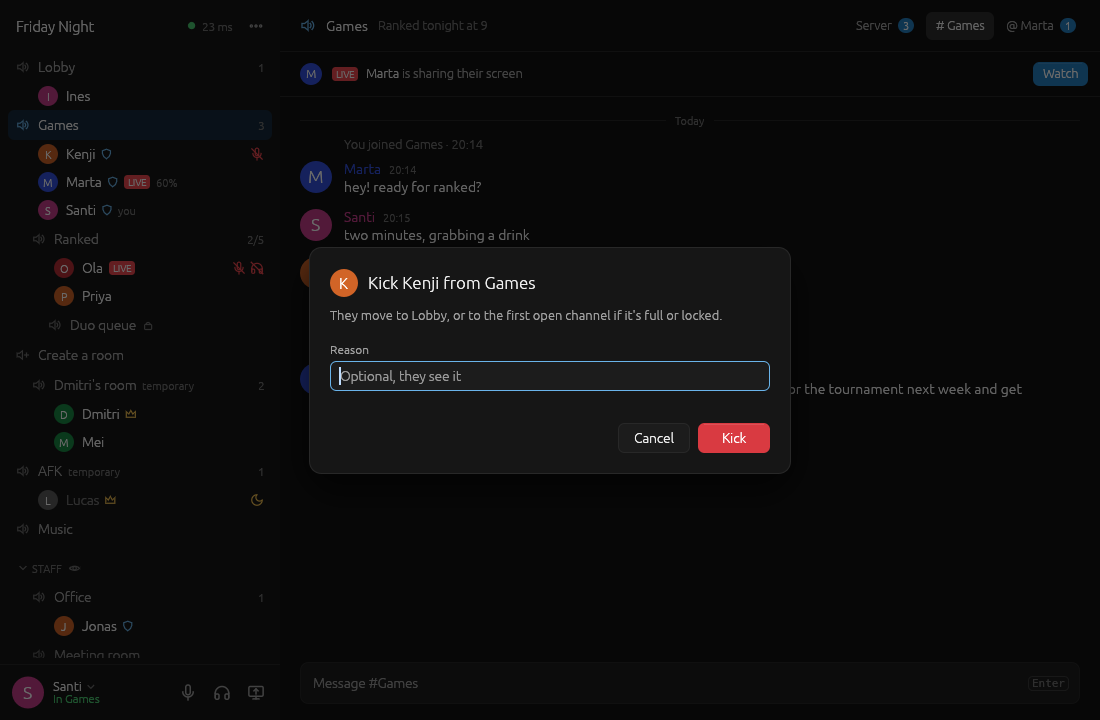 Friday Night
23 ms
Lobby 1
I Ines
Games 3
K Kenji
M Marta LIVE 60%
S Santi you
Ranked 2/5
O Ola LIVE
P Priya
Duo queue
Create a room
Dmitri's room temporary 2
D Dmitri
M Mei
AFK temporary 1
L Lucas
Music
STAFF
Office 1
J Jonas
Meeting room
S Santi
In Games
Games Ranked tonight at 9
Server 3 # Games @ Marta 1
M LIVE Marta is sharing their screen Watch
Today
You joined Games · 20:14
M Marta 20:14
hey! ready for ranked?
S Santi 20:15
two minutes, grabbing a drink
K Kick Kenji from Games
They move to Lobby, or to the first open channel if it's full or locked.
Reason
Optional, they see it
Cancel Kick
or the tournament next week and get
Message #Games Enter